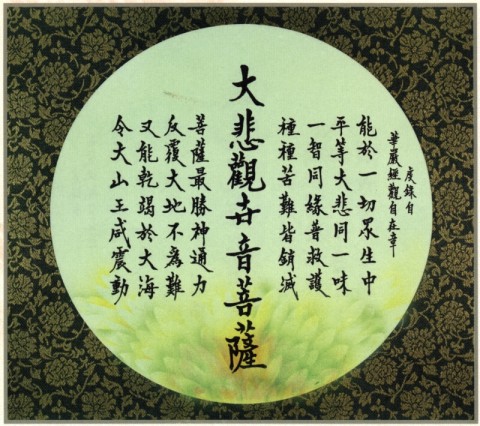 虔錄自
華嚴經觀自在章
能於一切眾生中
平等大悲同一味
一智同緣普救護
種種苦難皆銷滅
大悲觀世音菩薩
菩薩最勝神通力
反覆大地不為難
又能乾竭於大海
令大山王咸震動